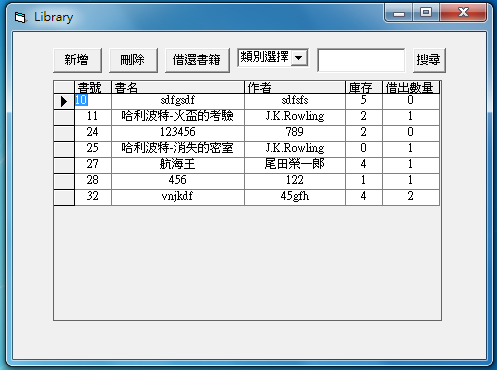 Library
新增 刪除 借還書籍 類別選擇 搜尋
書號 書名 作者 庫存 借出數量
10 sdfgsdf sdfsfs 5 0
11 哈利波特-火盃的考驗 J.K.Rowling 2 1
24 123456 789 2 0
25 哈利波特-消失的密室 J.K.Rowling 0 1
27 航海王 尾田榮一郎 4 1
28 456 122 1 1
32 vnjkdf 45gfh 4 2